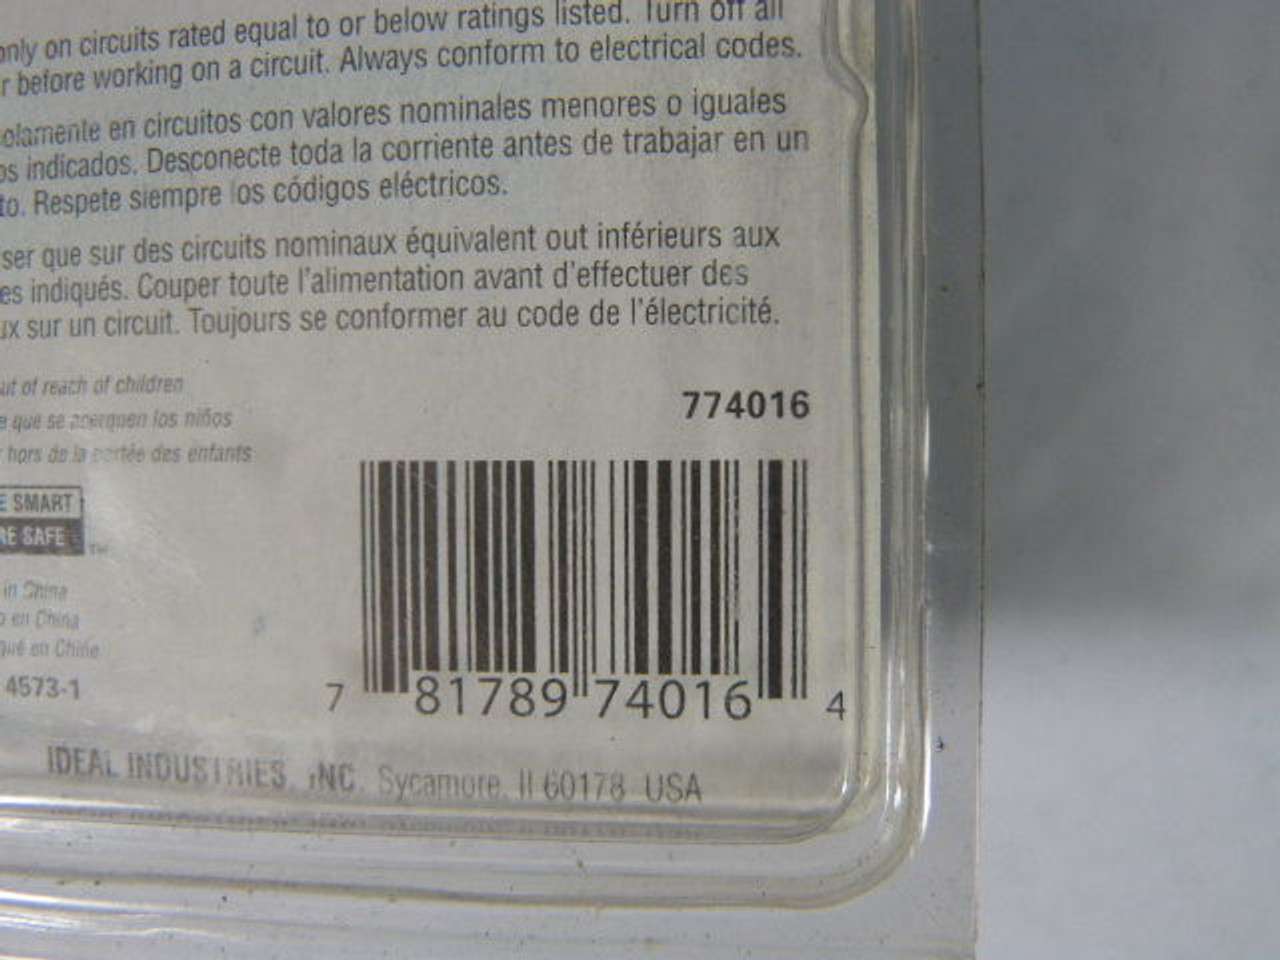 only on circuits rated equal to or below ratings listed. Turn off all
r before working on a circuit. Always conform to electrical codes.
solamente en circuitos con valores nominales menores o iguales
os indicados. Desconecte toda la corriente antes de trabajar en un
to. Respete siempre los códigos eléctricos.
ser que sur des circuits nominaux équivalent out inférieurs aux
es indiqués. Couper toute l'alimentation avant d'effectuer des
ux sur un circuit. Toujours se conformer au code de l'électricité.
ut of reach of children
e que se acerquen los niños
r hors de la portée des enfants
774016
E SMART
RE SAFE ™
in China
o en China
qué en Chine
4573-1
7 81789 74016 4
IDEAL INDUSTRIES, INC. Sycamore, Il 60178 USA